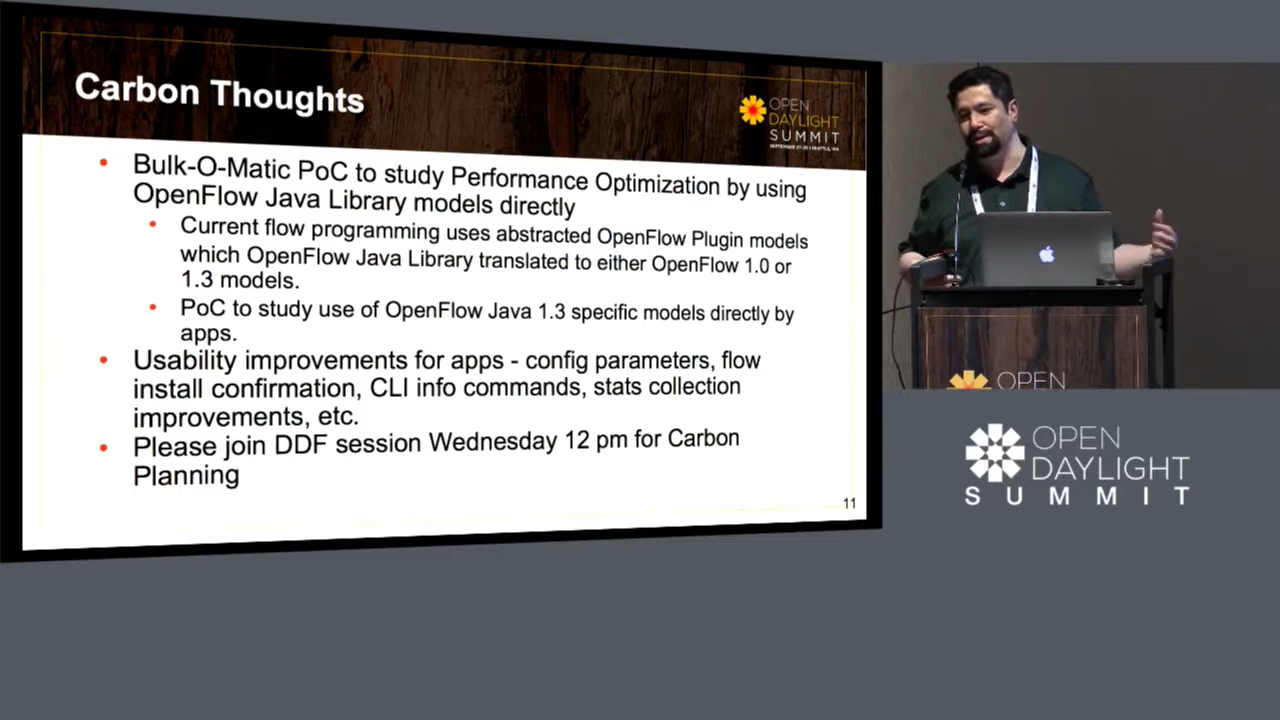 Carbon Thoughts
OPEN
DAYLIGHT
SUMMIT
• Bulk-O-Matic PoC to study Performance Optimization by using
OpenFlow Java Library models directly
• Current flow programming uses abstracted OpenFlow Plugin models
which OpenFlow Java Library translated to either OpenFlow 1.0 or
1.3 models.
• PoC to study use of OpenFlow Java 1.3 specific models directly by
apps.
• Usability improvements for apps - config parameters, flow
install confirmation, CLI info commands, stats collection
improvements, etc.
• Please join DDF session Wednesday 12 pm for Carbon
Planning
11
OPEN
OPEN
DAYLIGHT
SUMMIT